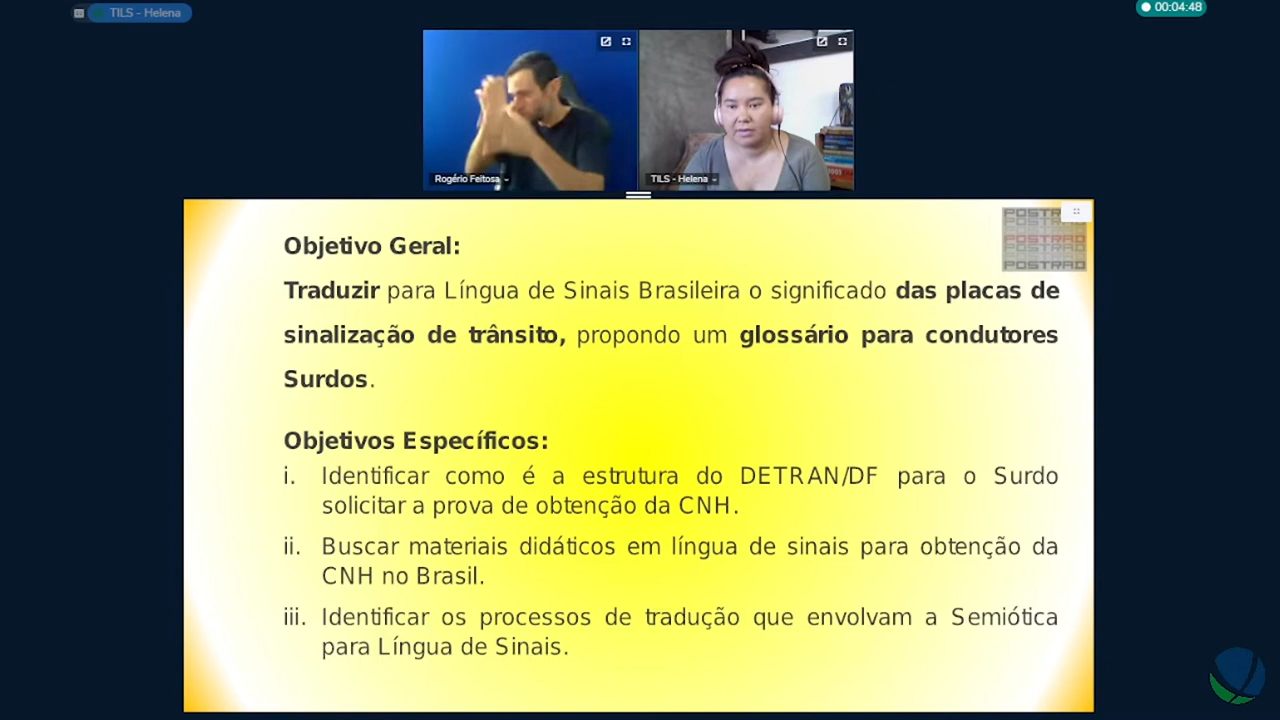 TILS - Helena
00:04:48
Rogério Feitosa
TILS - Helena
POSTRAD
POSTRAD
POSTRAD
Objetivo Geral:
Traduzir para Língua de Sinais Brasileira o significado das placas de
sinalização de trânsito, propondo um glossário para condutores
Surdos.
Objetivos Específicos:
i. Identificar como é a estrutura do DETRAN/DF para o Surdo
solicitar a prova de obtenção da CNH.
ii. Buscar materiais didáticos em língua de sinais para obtenção da
CNH no Brasil.
iii. Identificar os processos de tradução que envolvam a Semiótica
para Língua de Sinais.